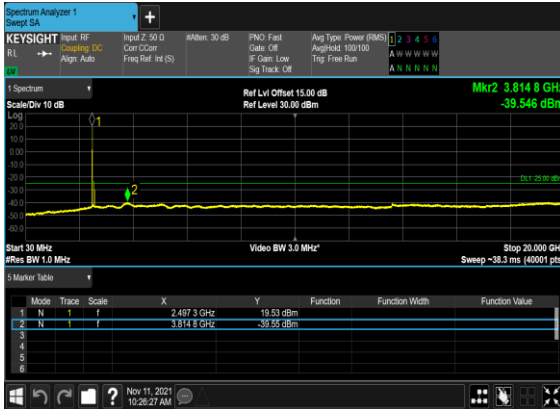 Spectrum Analyzer 1
Swept SA
+
KEYSIGHT
RL
Input: RF
Coupling: DC
Align: Auto
Input Z: 50 Ω
Corr CCorr
Freq Ref: Int (S)
#Atten: 30 dB
PNO: Fast
Gate: Off
IF Gain: Low
Sig Track: Off
Avg Type: Power (RMS)
Avg|Hold: 100/100
Trig: Free Run
1 2 3 4 5 6
A W W W W W
A N N N N N
1 Spectrum
Scale/Div 10 dB
Ref Lvl Offset 15.00 dB
Ref Level 30.00 dBm
Mkr2 3.814 8 GHz
-39.546 dBm
Log
20.0
10.0
0.00
-10.0
-20.0
-30.0
-40.0
-50.0
-60.0
1
2
DL1 -25.00 dBm
Start 30 MHz
#Res BW 1.0 MHz
Video BW 3.0 MHz*
Stop 20.000 GHz
Sweep ~38.3 ms (40001 pts)
5 Marker Table
Mode Trace Scale X Y Function Function Width Function Value
1 N 1 f 2.497 3 GHz 19.53 dBm
2 N 1 f 3.814 8 GHz -39.55 dBm
3
4
5
6
?
Nov 11, 2021
10:26:27 AM